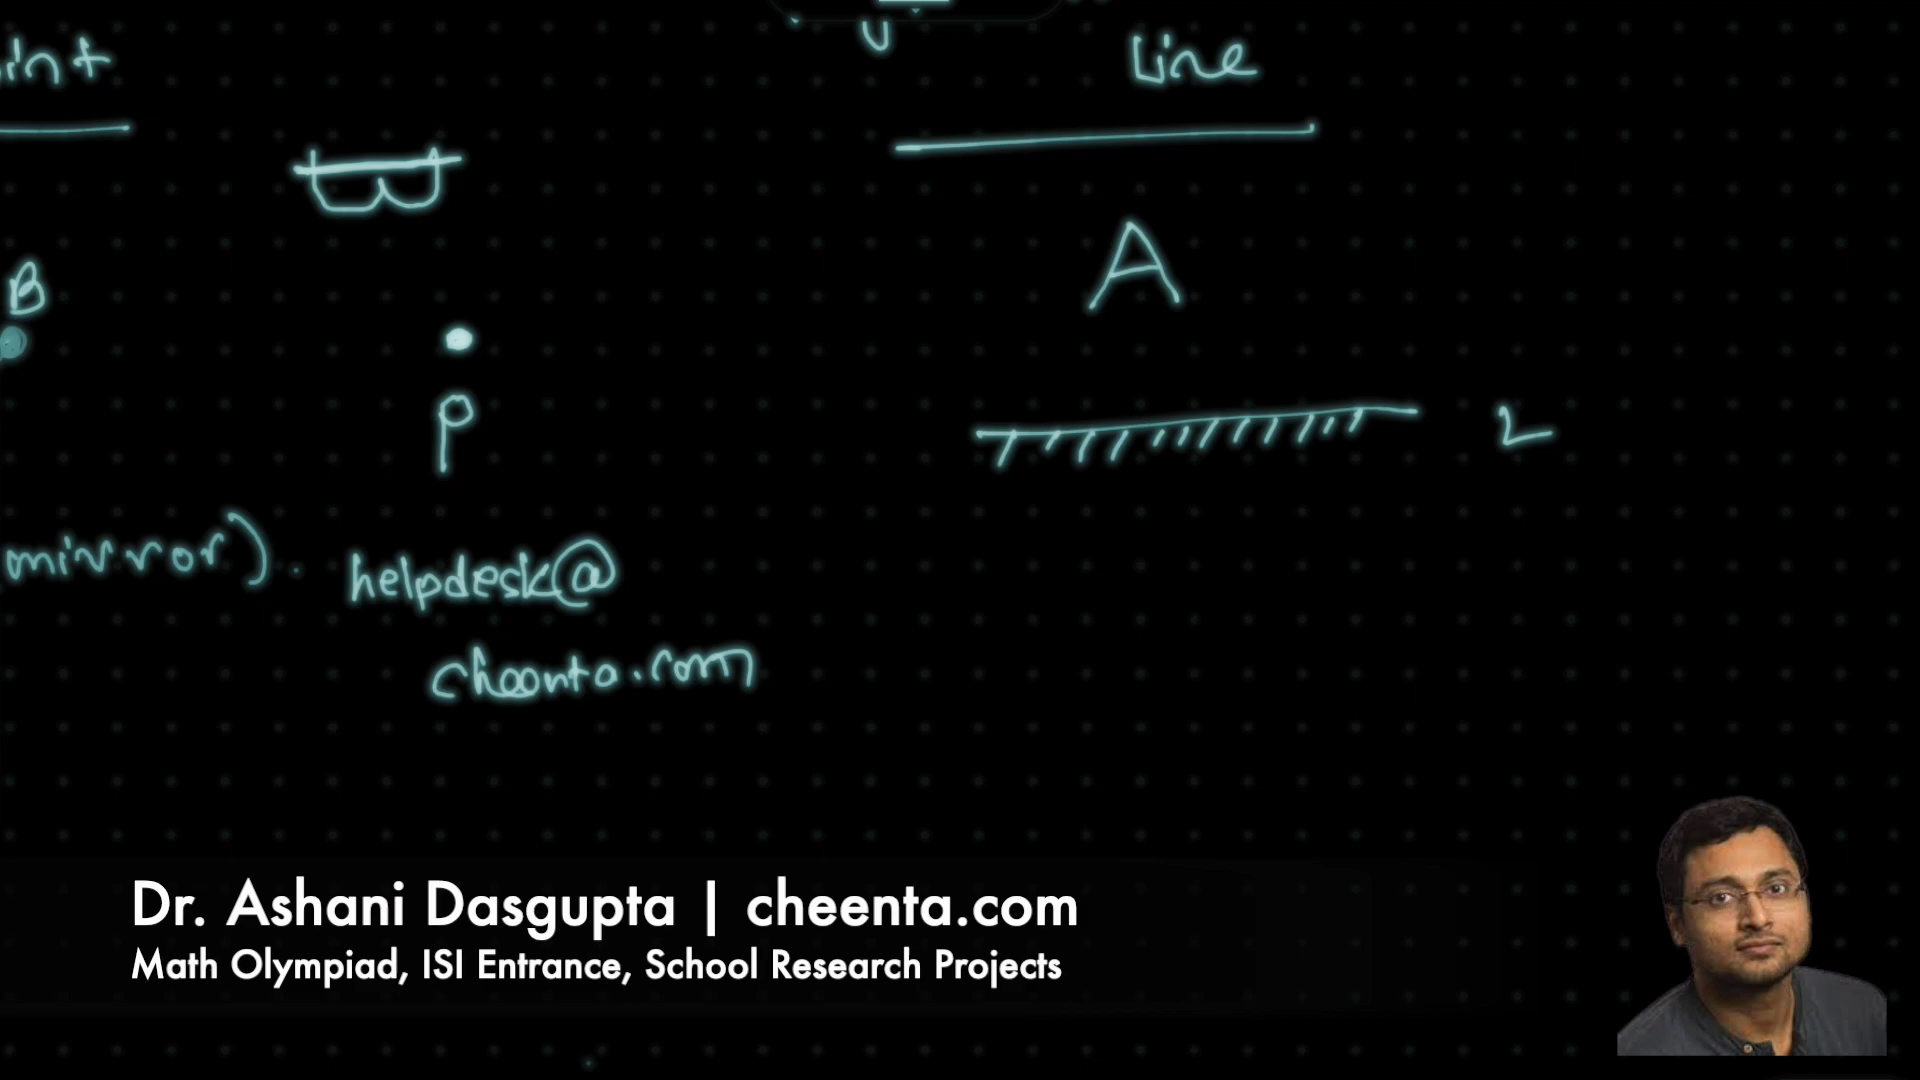 int
Line
A
B
P
L
mirror).
helpdesk@
cheenta.com
Dr. Ashani Dasgupta | cheenta.com
Math Olympiad, ISI Entrance, School Research Projects